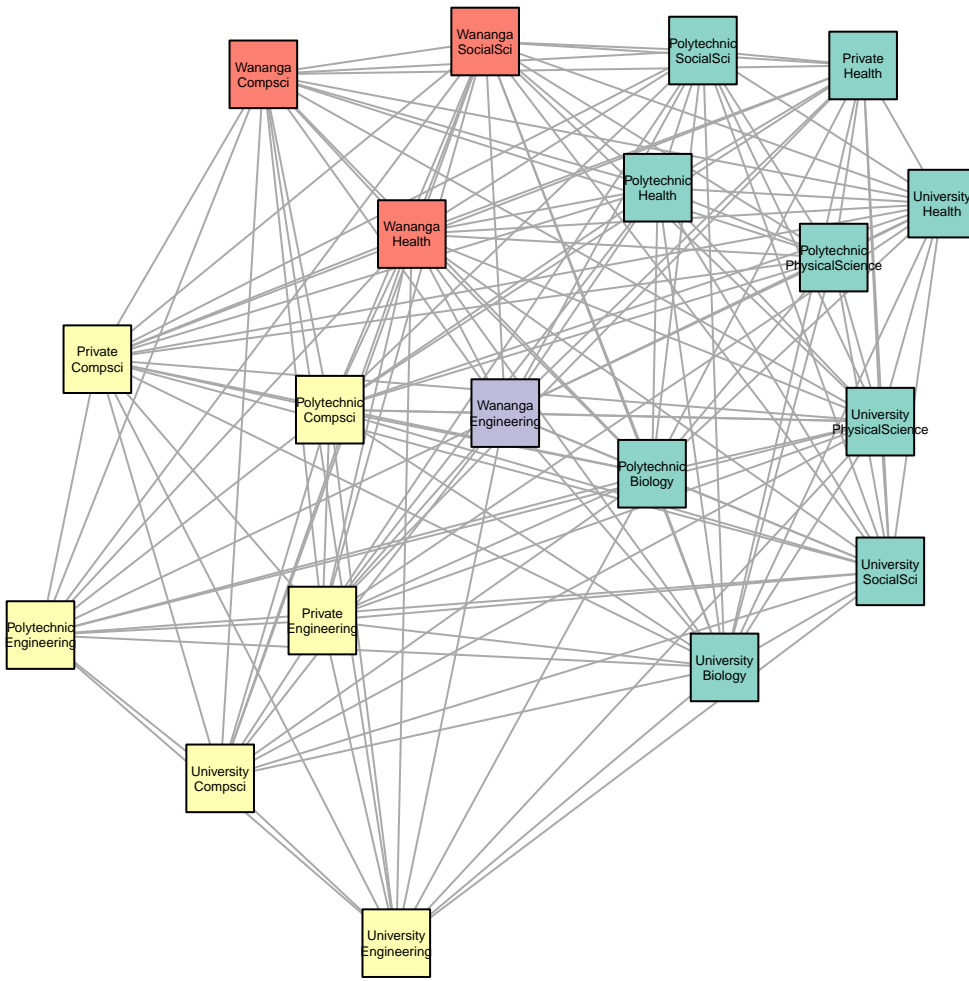 Wananga
SocialSci
Polytechnic
SocialSci
Private
Health
Wananga
Compsci
Polytechnic
Health
University
Health
Wananga
Health
Polytechnic
PhysicalScience
Private
Compsci
Polytechnic
Compsci
Wananga
Engineering
University
PhysicalScience
Polytechnic
Biology
University
SocialSci
Polytechnic
Engineering
Private
Engineering
University
Biology
University
Compsci
University
Engineering